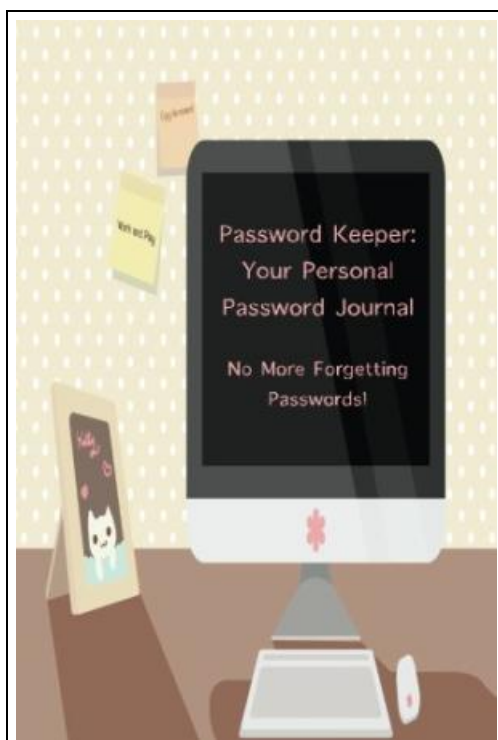 Work and Play
Password Keeper:
Your Personal
Password Journal
No More Forgetting
Passwords!